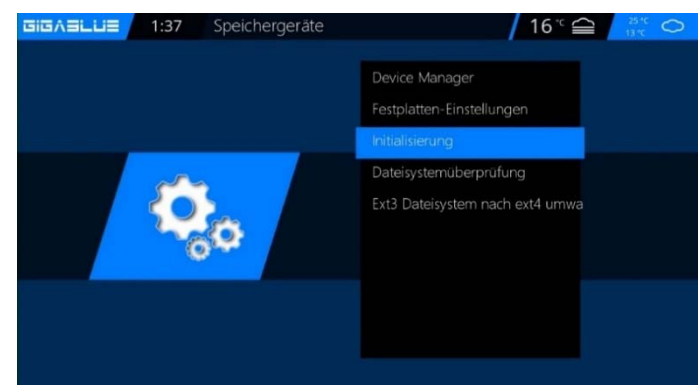 GIGABLUE 1:37 Speichergeräte 16 °C 25 °C
13 °C
Device Manager
Festplatten-Einstellungen
Initialisierung
Dateisystemüberprüfung
Ext3 Dateisystem nach ext4 umwa